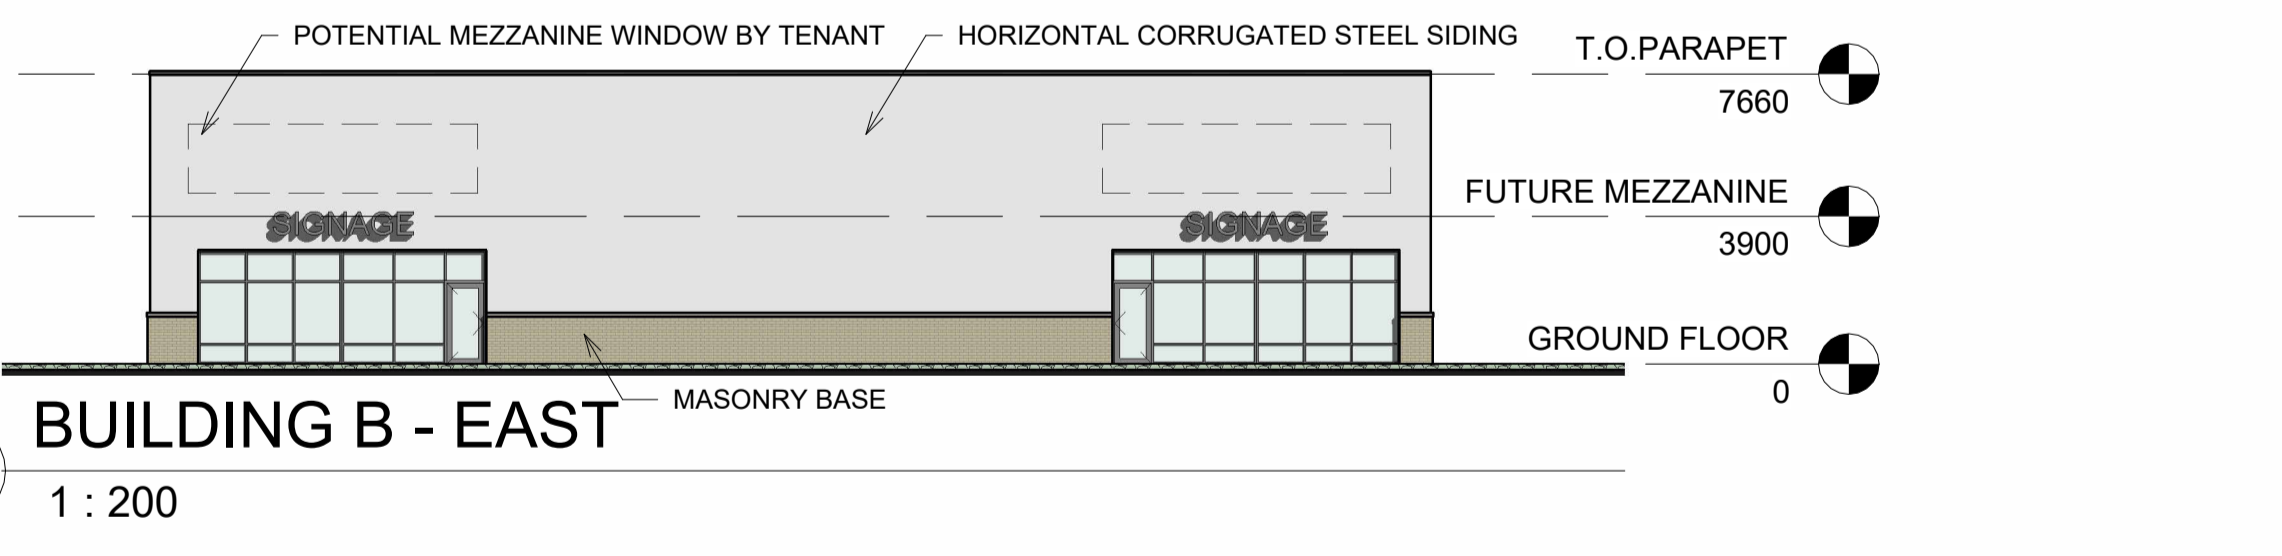 POTENTIAL MEZZANINE WINDOW BY TENANT
HORIZONTAL CORRUGATED STEEL SIDING
T.O.PARAPET
7660
FUTURE MEZZANINE
3900
SIGNAGE
SIGNAGE
GROUND FLOOR
0
MASONRY BASE
BUILDING B - EAST
1 : 200